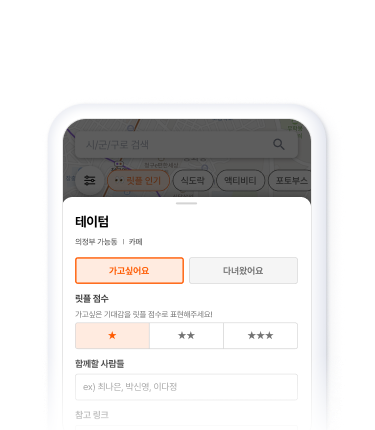 시/군/구로 검색
릿플 인기
식도락
액티비티
포토부스
테이텀
의정부 가능동 | 카페
가고싶어요
다녀왔어요
릿플 점수
가고싶은 기대감을 릿플 점수로 표현해주세요!
★
★★
★★★
함께할 사람들
ex) 최나은, 박신영, 이다정
참고 링크